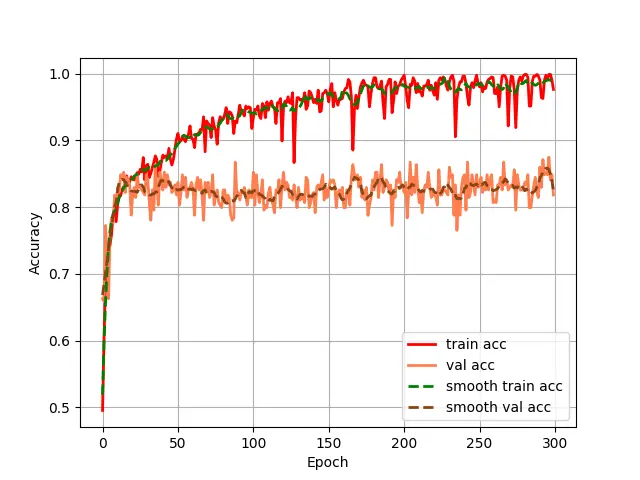 1.0
0.9
0.8
0.7
0.6
0.5
Accuracy
0 50 100 150 200 250 300
Epoch
train acc
val acc
smooth train acc
smooth val acc